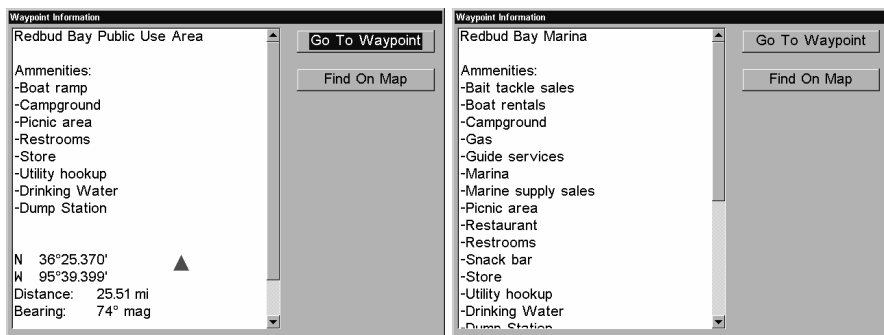 Waypoint Information
Redbud Bay Public Use Area
Go To Waypoint
Find On Map
Ammenities:
-Boat ramp
-Campground
-Picnic area
-Restrooms
-Store
-Utility hookup
-Drinking Water
-Dump Station
N 36°25.370'
W 95°39.399'
Distance: 25.51 mi
Bearing: 74° mag
Waypoint Information
Redbud Bay Marina
Go To Waypoint
Find On Map
Ammenities:
-Bait tackle sales
-Boat rentals
-Campground
-Gas
-Guide services
-Marina
-Marine supply sales
-Picnic area
-Restaurant
-Restrooms
-Snack bar
-Store
-Utility hookup
-Drinking Water
-Dump Station